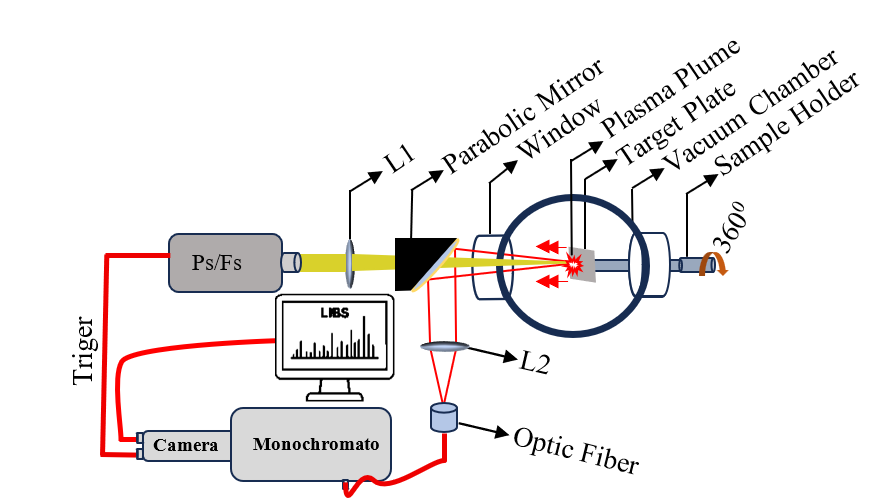 L1
Parabolic Mirror
Window
Plasma Plume
Target Plate
Vacuum Chamber
Sample Holder
360⁰
Ps/Fs
LIBS
Triger
L2
Camera
Monochromato
Optic Fiber